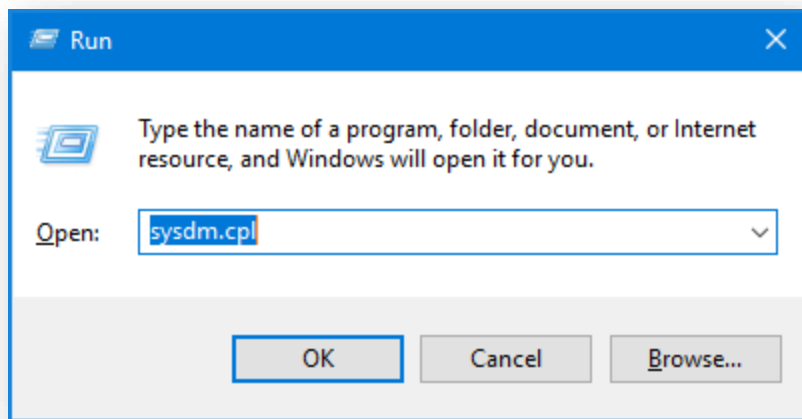 Run
Type the name of a program, folder, document, or Internet
resource, and Windows will open it for you.
Open: sysdm.cpl
OK Cancel Browse...